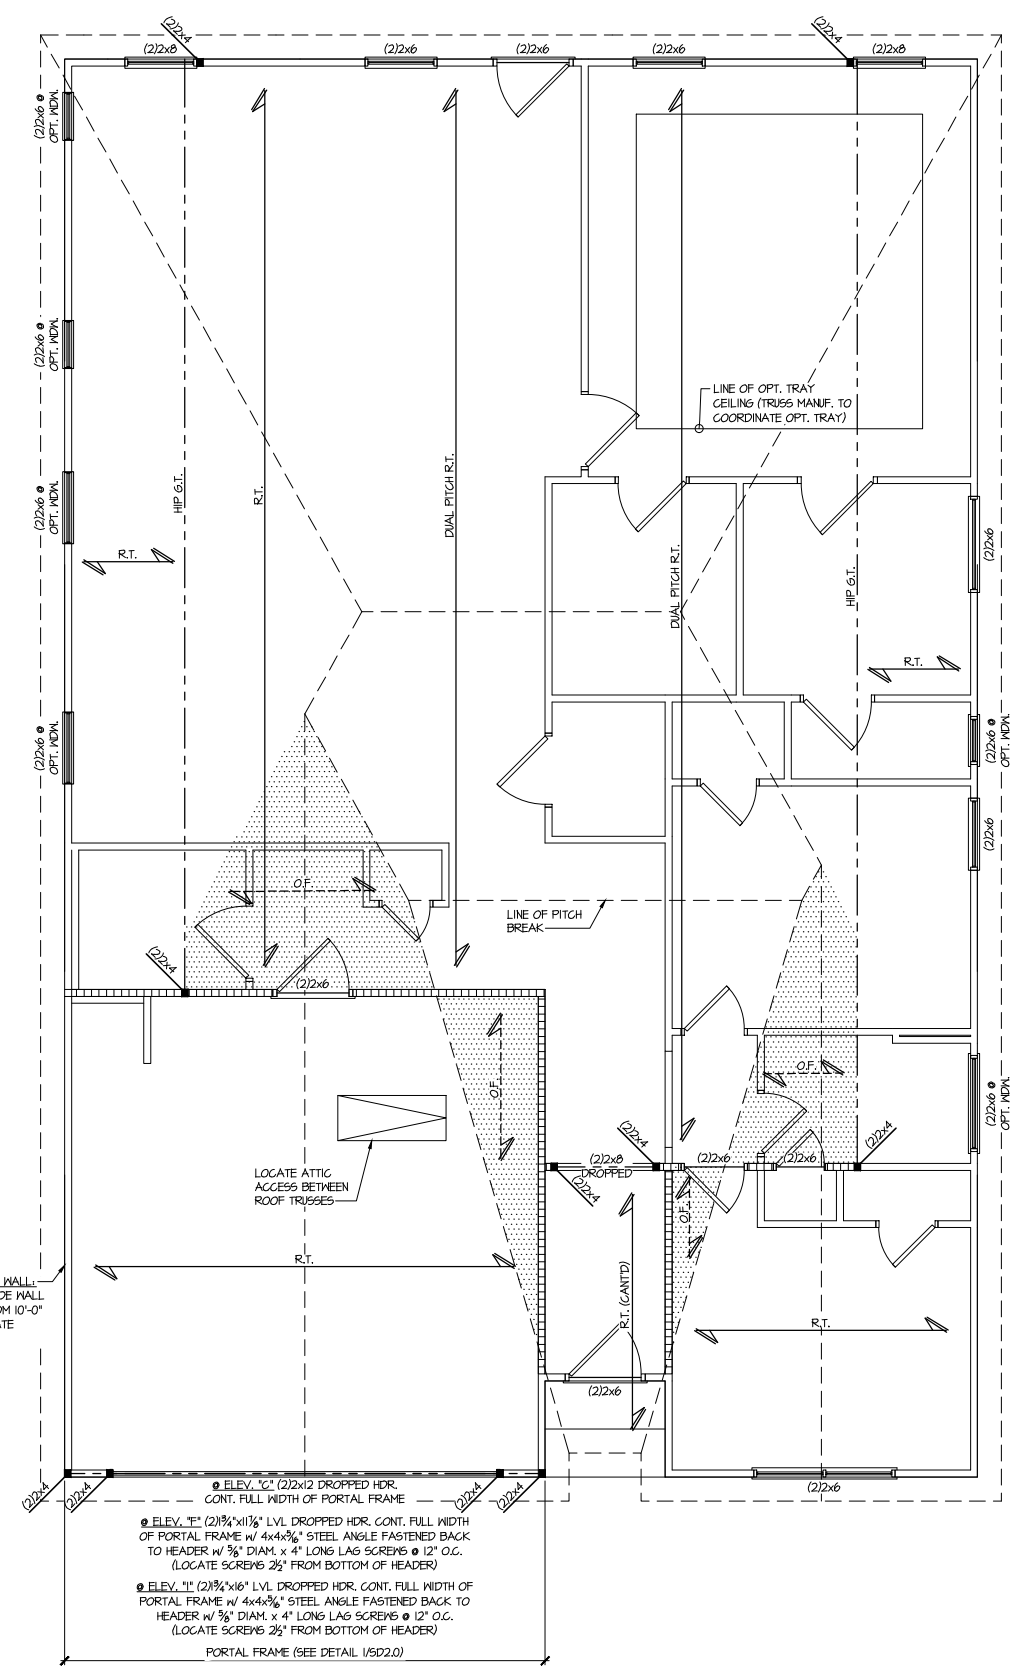 (2)2x4
(2)2x4
(2)2x8
(2)2x6
(2)2x6
(2)2x6
(2)2x8
(2)2x6 @
OPT. WDW.
LINE OF OPT. TRAY
CEILING (TRUSS MANUF. TO
COORDINATE OPT. TRAY)
(2)2x6 @
OPT. WDW.
(2)2x6 @
OPT. WDW.
HIP G.T.
R.T.
DUAL PITCH R.T.
R.T.
DUAL PITCH R.T.
HIP G.T.
(2)2x6
R.T.
(2)2x6 @
OPT. WDW.
(2)2x6 @
OPT. WDW.
(2)2x6
O.F.
LINE OF PITCH
BREAK
(2)2x4
(2)2x6
O.F.
O.F.
(2)2x6 @
OPT. WDW.
(2)2x4
(2)2x8
DROPPED
(2)2x4
(2)2x6
(2)2x6
(2)2x4
LOCATE ATTIC
ACCESS BETWEEN
ROOF TRUSSES
O.F.
R.T.
R.T. (CANT'D)
R.T.
WALL:
DE WALL
OM 10'-0"
ATE
(2)2x6
(2)2x6
(2)2x4
(2)2x4
(2)2x4
(2)2x4
@ ELEV. "C" (2)2x12 DROPPED HDR.
CONT. FULL WIDTH OF PORTAL FRAME
@ ELEV. "F" (2)1¾"x11⅞" LVL DROPPED HDR. CONT. FULL WIDTH
OF PORTAL FRAME W/ 4x4x5/16" STEEL ANGLE FASTENED BACK
TO HEADER W/ ⅝" DIAM. x 4" LONG LAG SCREWS @ 12" O.C.
(LOCATE SCREWS 2½" FROM BOTTOM OF HEADER)
@ ELEV. "I" (2)1¾"x16" LVL DROPPED HDR. CONT. FULL WIDTH OF
PORTAL FRAME W/ 4x4x5/16" STEEL ANGLE FASTENED BACK TO
HEADER W/ ⅝" DIAM. x 4" LONG LAG SCREWS @ 12" O.C.
(LOCATE SCREWS 2½" FROM BOTTOM OF HEADER)
PORTAL FRAME (SEE DETAIL 1/SD2.0)